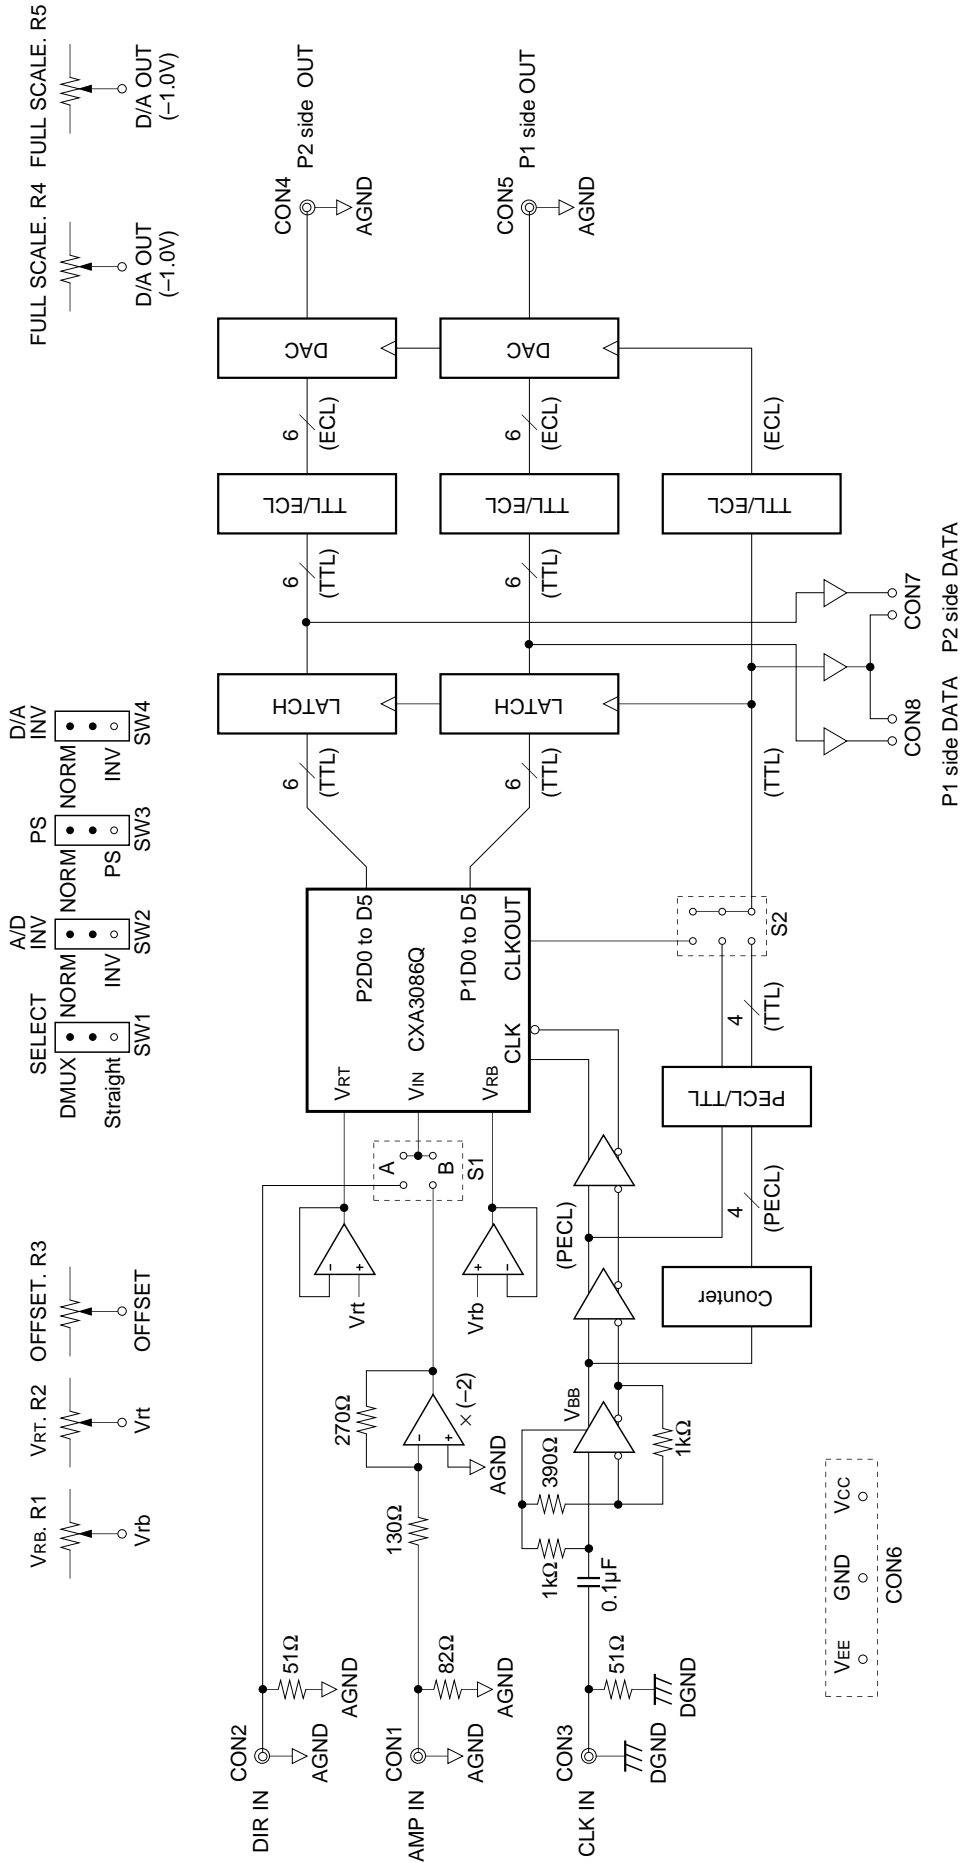 VRB. R1
Vrb
VRT. R2
Vrt
OFFSET. R3
OFFSET
SELECT
DMUX
Straight
SW1
A/D
INV
NORM
INV
SW2
PS
NORM
PS
SW3
D/A
INV
NORM
INV
SW4
FULL SCALE. R4
D/A OUT
(–1.0V)
FULL SCALE. R5
D/A OUT
(–1.0V)
DIR IN
CON2
AGND
51Ω
AGND
AMP IN
CON1
AGND
82Ω
AGND
130Ω
270Ω
–
+
× (–2)
AGND
Vrt
–
+
Vrb
+
–
A
B
S1
VRT
VIN
VRB
CXA3086Q
P2D0 to D5
P1D0 to D5
CLK
CLKOUT
6
(TTL)
LATCH
6
(TTL)
TTL/ECL
6
(ECL)
DAC
CON4
P2 side OUT
AGND
6
(TTL)
LATCH
6
(TTL)
TTL/ECL
6
(ECL)
DAC
CON5
P1 side OUT
AGND
CLK IN
CON3
DGND
51Ω
DGND
0.1µF
1kΩ
390Ω
VBB
1kΩ
(PECL)
Counter
4
(PECL)
PECL/TTL
4
(TTL)
S2
(TTL)
TTL/ECL
(ECL)
CON8
P1 side DATA
CON7
P2 side DATA
VEE
GND
VCC
CON6